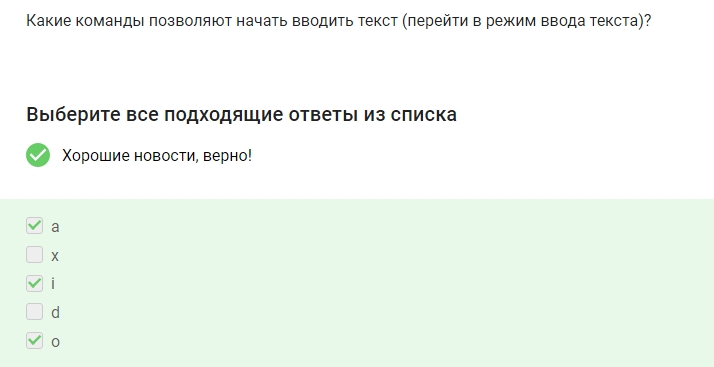 Какие команды позволяют начать вводить текст (перейти в режим ввода текста)?
Выберите все подходящие ответы из списка
Хорошие новости, верно!
a
x
i
d
o